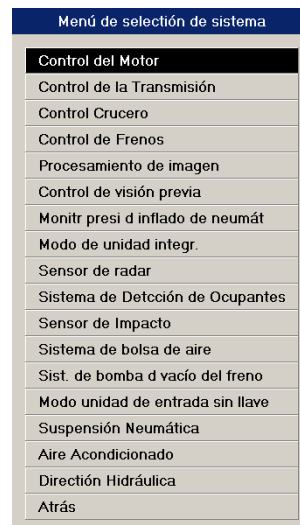 Menú de selectión de sistema
Control del Motor
Control de la Transmisión
Control Crucero
Control de Frenos
Procesamiento de imagen
Control de visión previa
Monitr presi d inflado de neumát
Modo de unidad integr.
Sensor de radar
Sistema de Detcción de Ocupantes
Sensor de Impacto
Sistema de bolsa de aire
Sist. de bomba d vacío del freno
Modo unidad de entrada sin llave
Suspensión Neumática
Aire Acondicionado
Directión Hidráulica
Atrás